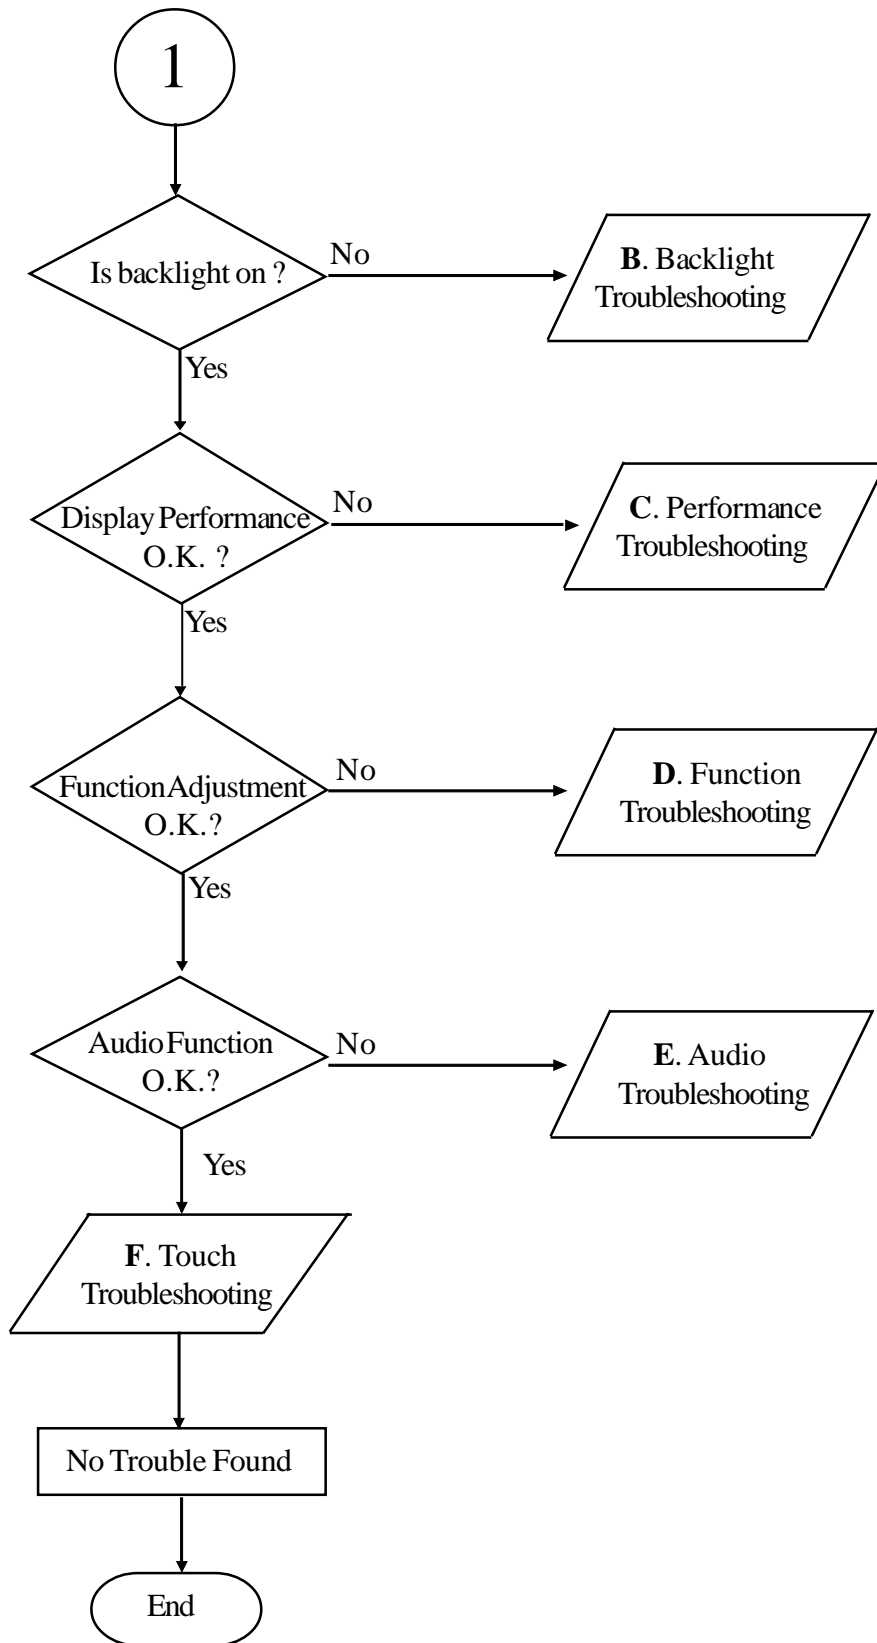 1
Is backlight on ?
No
B. Backlight
Troubleshooting
Yes
Display Performance
O.K. ?
No
C. Performance
Troubleshooting
Yes
Function Adjustment
O.K.?
No
D. Function
Troubleshooting
Yes
Audio Function
O.K.?
No
E. Audio
Troubleshooting
Yes
F. Touch
Troubleshooting
No Trouble Found
End